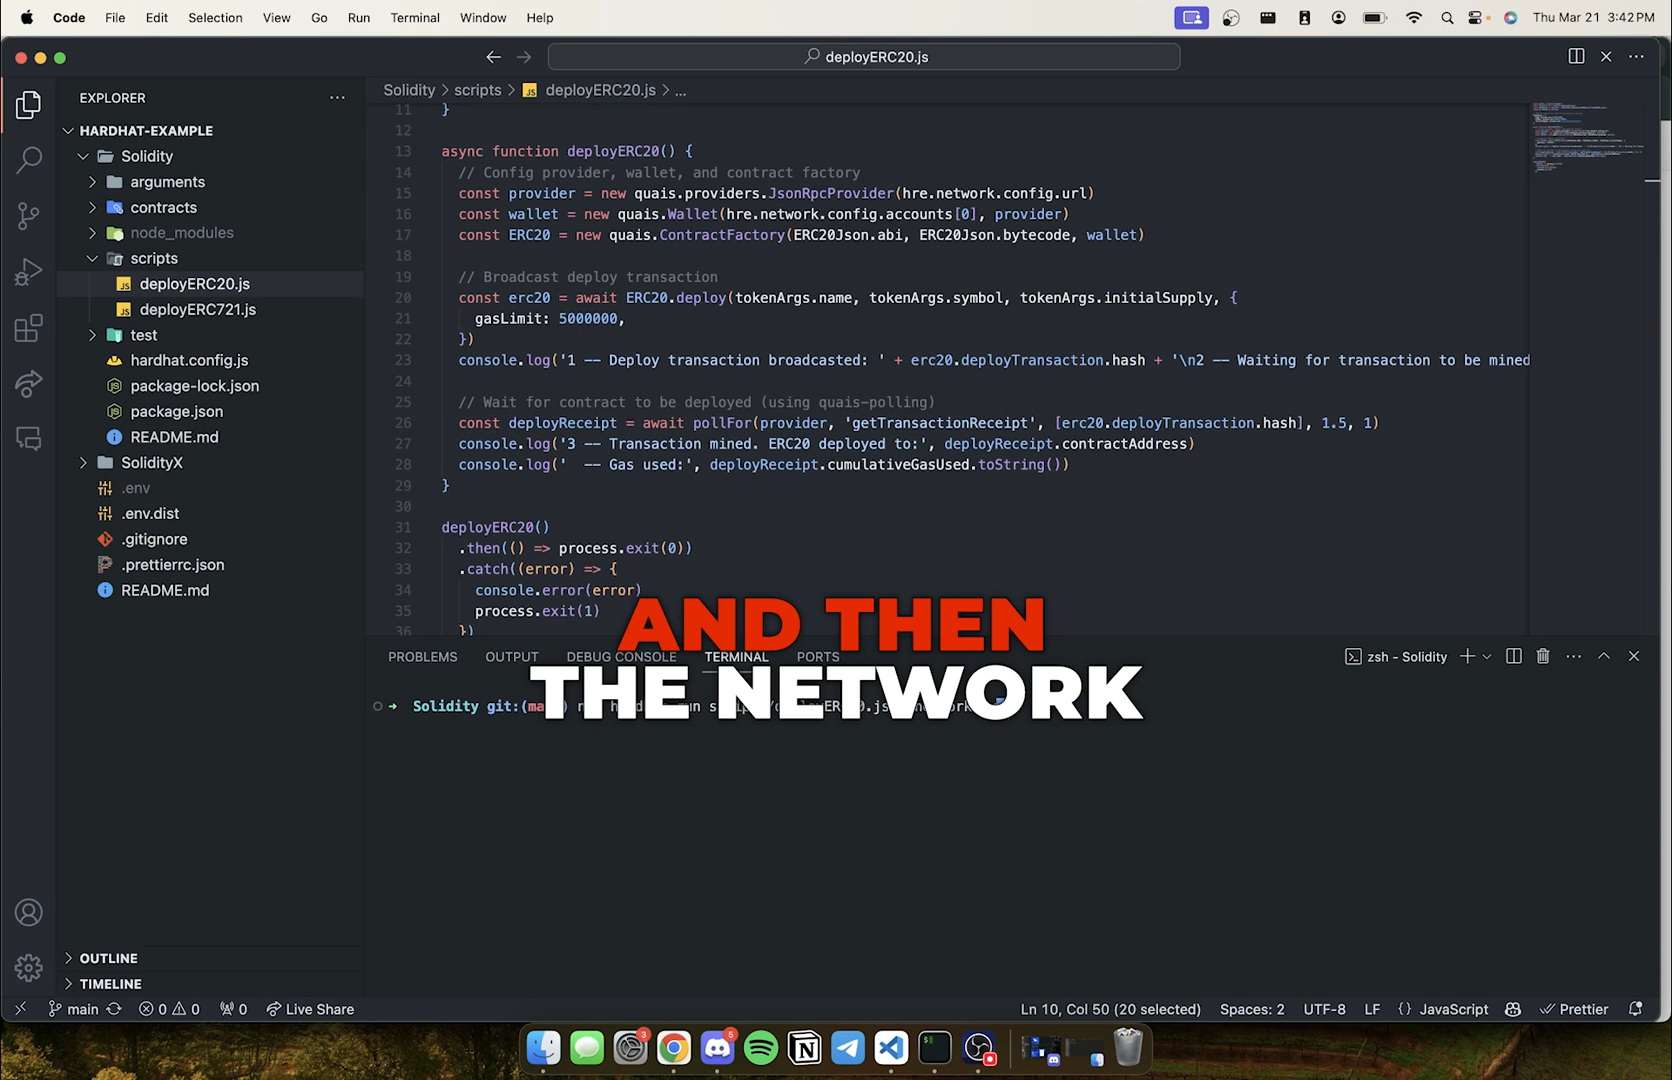 Code File Edit Selection View Go Run Terminal Window Help
Thu Mar 21 3:42 PM
deployERC20.js
EXPLORER
HARDHAT-EXAMPLE
Solidity
arguments
contracts
node_modules
scripts
deployERC20.js
deployERC721.js
test
hardhat.config.js
package-lock.json
package.json
README.md
SolidityX
.env
.env.dist
.gitignore
.prettierrc.json
README.md
OUTLINE
TIMELINE
Solidity > scripts > JS deployERC20.js > ...
11 }
12
13 async function deployERC20() {
14 // Config provider, wallet, and contract factory
15 const provider = new quais.providers.JsonRpcProvider(hre.network.config.url)
16 const wallet = new quais.Wallet(hre.network.config.accounts[0], provider)
17 const ERC20 = new quais.ContractFactory(ERC20Json.abi, ERC20Json.bytecode, wallet)
18
19 // Broadcast deploy transaction
20 const erc20 = await ERC20.deploy(tokenArgs.name, tokenArgs.symbol, tokenArgs.initialSupply, {
21 gasLimit: 5000000,
22 })
23 console.log('1 -- Deploy transaction broadcasted: ' + erc20.deployTransaction.hash + '\n2 -- Waiting for transaction to be mined
24
25 // Wait for contract to be deployed (using quais-polling)
26 const deployReceipt = await pollFor(provider, 'getTransactionReceipt', [erc20.deployTransaction.hash], 1.5, 1)
27 console.log('3 -- Transaction mined. ERC20 deployed to:', deployReceipt.contractAddress)
28 console.log('  -- Gas used:', deployReceipt.cumulativeGasUsed.toString())
29 }
30
31 deployERC20()
32 .then(() => process.exit(0))
33 .catch((error) => {
34 console.error(error)
35 process.exit(1)
36 })
AND THEN
THE NETWORK
PROBLEMS OUTPUT DEBUG CONSOLE TERMINAL PORTS
zsh - Solidity
Solidity git:(
main 0 0 0 Live Share
Ln 10, Col 50 (20 selected) Spaces: 2 UTF-8 LF {} JavaScript Prettier
3
5